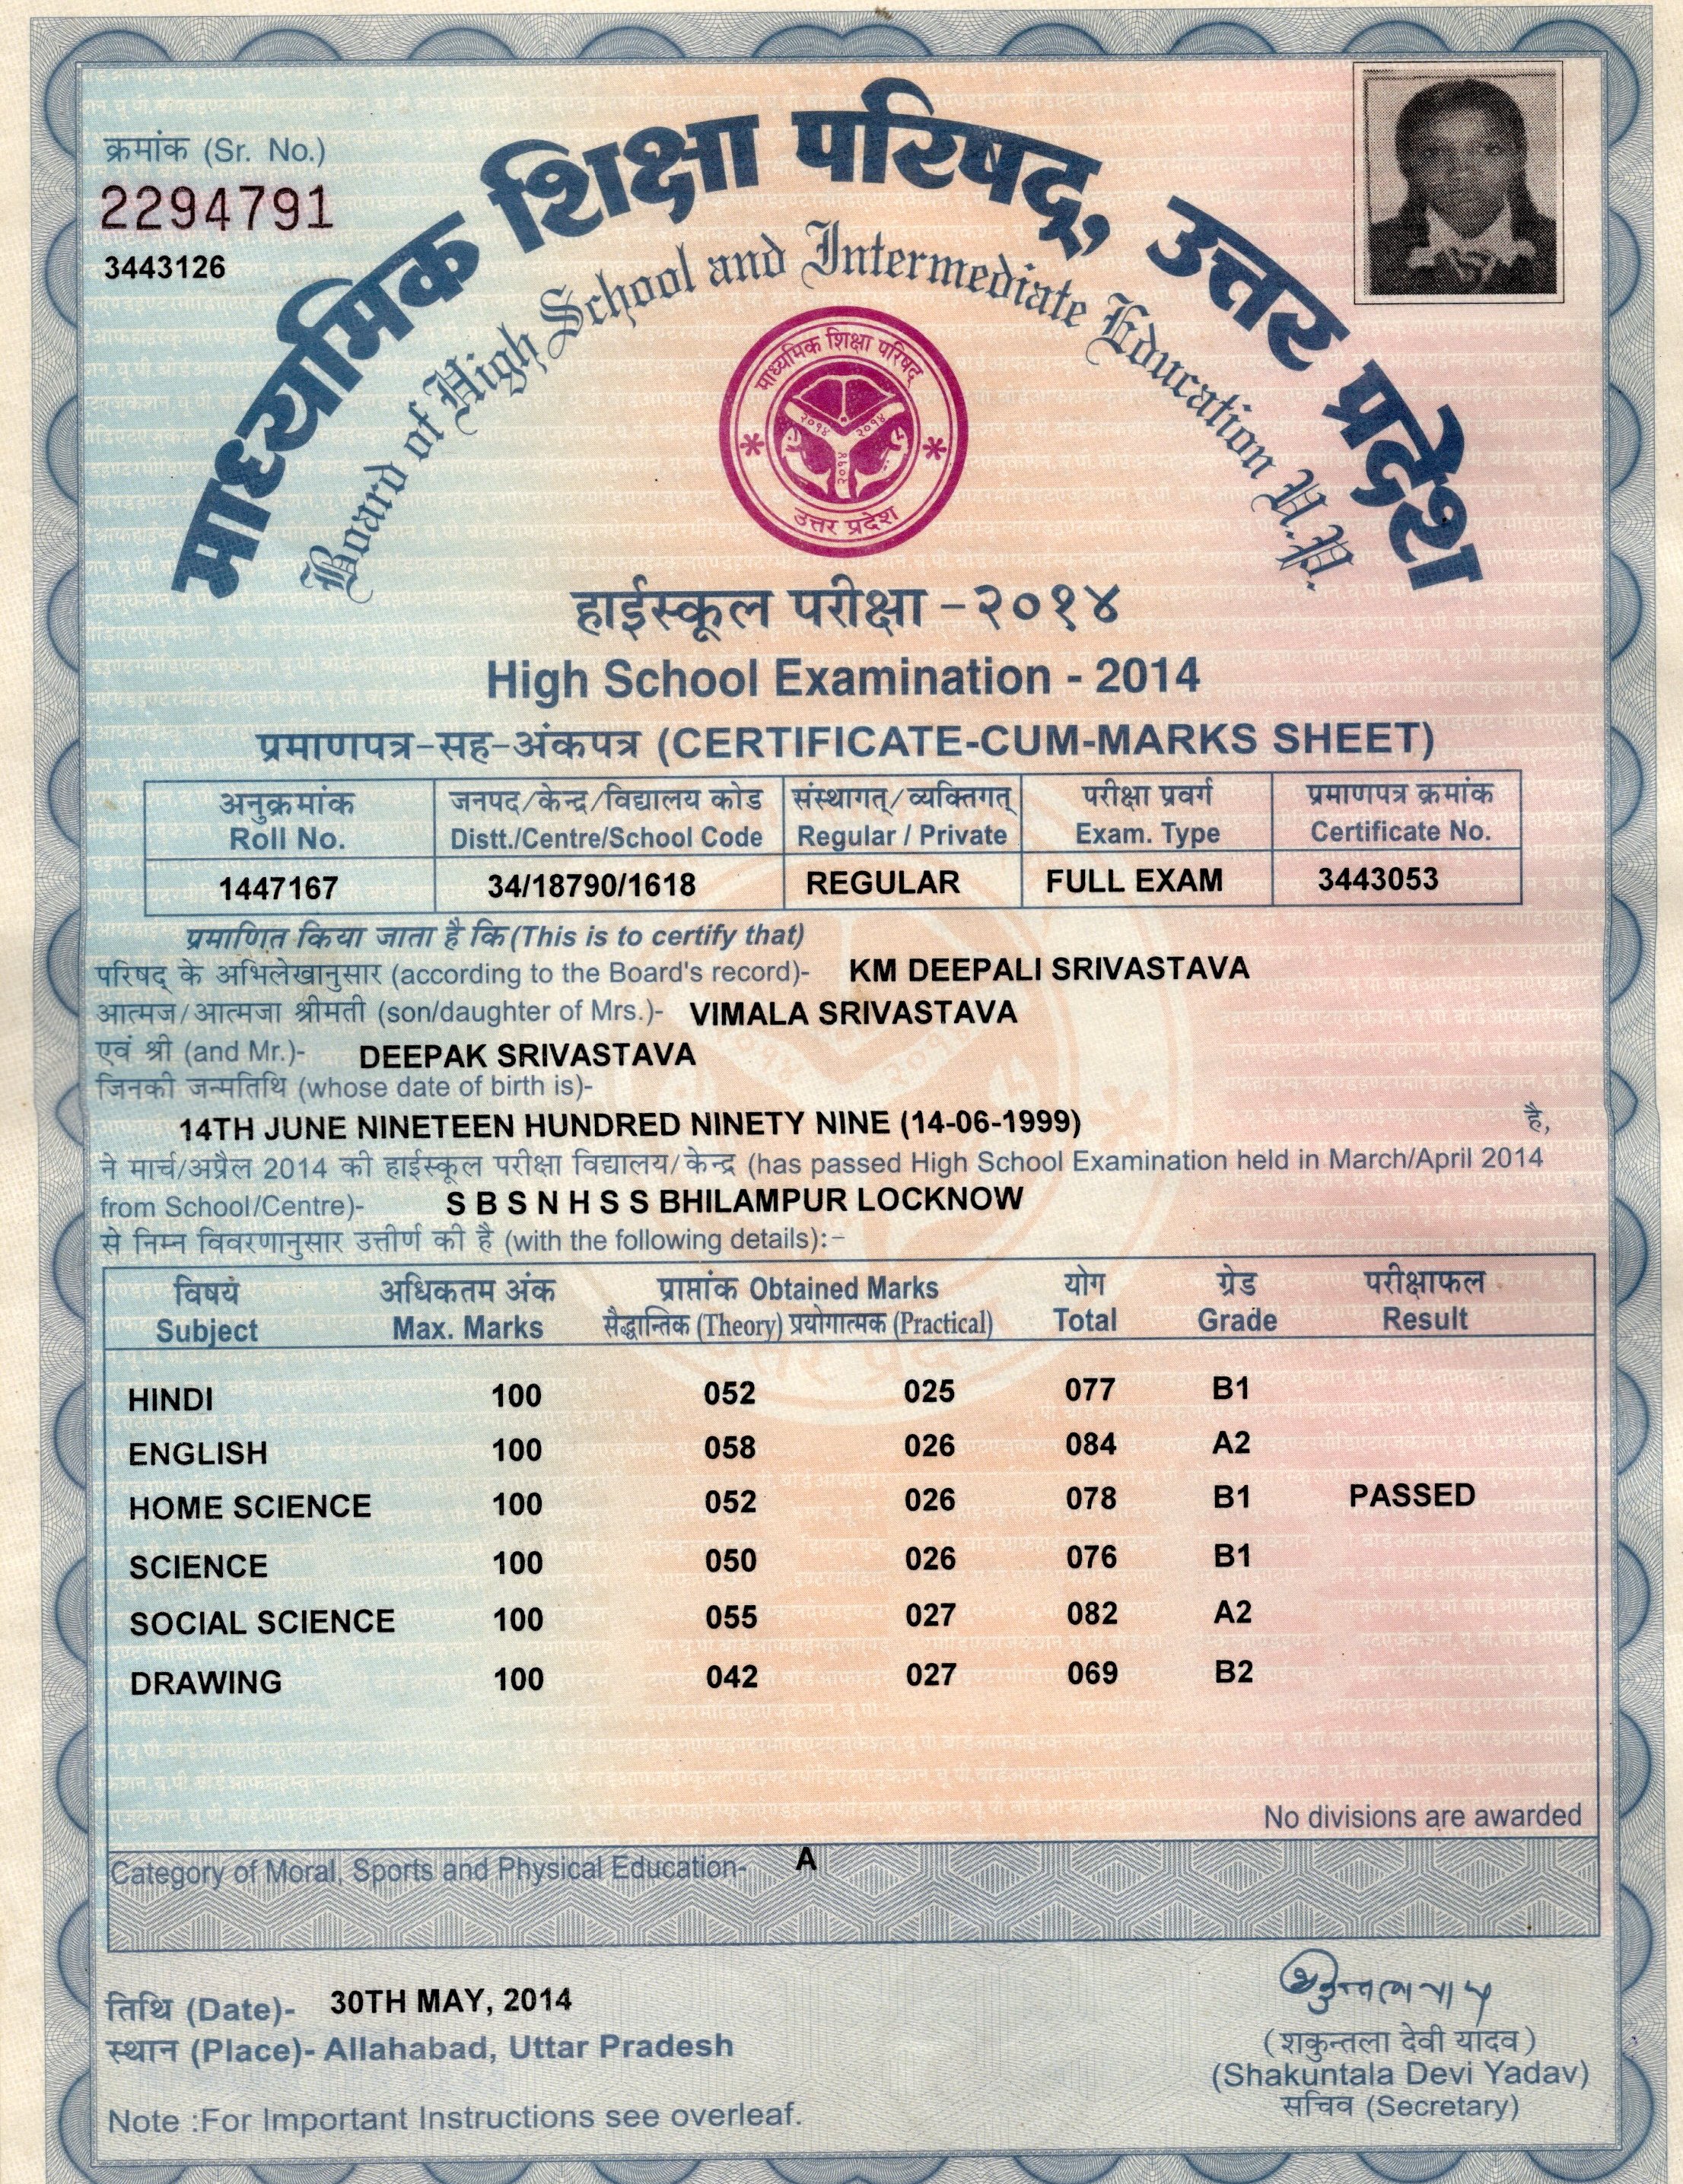 क्रमांक (Sr. No.)
2294791
3443126
माध्यमिक शिक्षा परिषद्, उत्तर प्रदेश
Board of High School and Intermediate Education U.P.
माध्यमिक शिक्षा परिषद्
२०१४ २०१४
२०१४
उत्तर प्रदेश
हाईस्कूल परीक्षा - २०१४
High School Examination - 2014
प्रमाणपत्र-सह-अंकपत्र (CERTIFICATE-CUM-MARKS SHEET)
अनुक्रमांक जनपद/केन्द्र/विद्यालय कोड संस्थागत्/व्यक्तिगत् परीक्षा प्रवर्ग प्रमाणपत्र क्रमांक
Roll No. Distt./Centre/School Code Regular / Private Exam. Type Certificate No.
1447167 34/18790/1618 REGULAR FULL EXAM 3443053
प्रमाणित किया जाता है कि (This is to certify that)
परिषद् के अभिलेखानुसार (according to the Board's record)- KM DEEPALI SRIVASTAVA
आत्मज/आत्मजा श्रीमती (son/daughter of Mrs.)- VIMALA SRIVASTAVA
एवं श्री (and Mr.)- DEEPAK SRIVASTAVA
जिनकी जन्मतिथि (whose date of birth is)-
14TH JUNE NINETEEN HUNDRED NINETY NINE (14-06-1999) है,
ने मार्च/अप्रैल 2014 की हाईस्कूल परीक्षा विद्यालय/केन्द्र (has passed High School Examination held in March/April 2014
from School/Centre)- S B S N H S S BHILAMPUR LOCKNOW
से निम्न विवरणानुसार उत्तीर्ण की है (with the following details):-
विषय अधिकतम अंक प्राप्तांक Obtained Marks योग ग्रेड परीक्षाफल
Subject Max. Marks सैद्धान्तिक (Theory) प्रयोगात्मक (Practical) Total Grade Result
HINDI 100 052 025 077 B1
ENGLISH 100 058 026 084 A2
HOME SCIENCE 100 052 026 078 B1 PASSED
SCIENCE 100 050 026 076 B1
SOCIAL SCIENCE 100 055 027 082 A2
DRAWING 100 042 027 069 B2
No divisions are awarded
Category of Moral, Sports and Physical Education- A
तिथि (Date)- 30TH MAY, 2014
स्थान (Place)- Allahabad, Uttar Pradesh
(शकुन्तला देवी यादव)
(Shakuntala Devi Yadav)
सचिव (Secretary)
Note :For Important Instructions see overleaf.